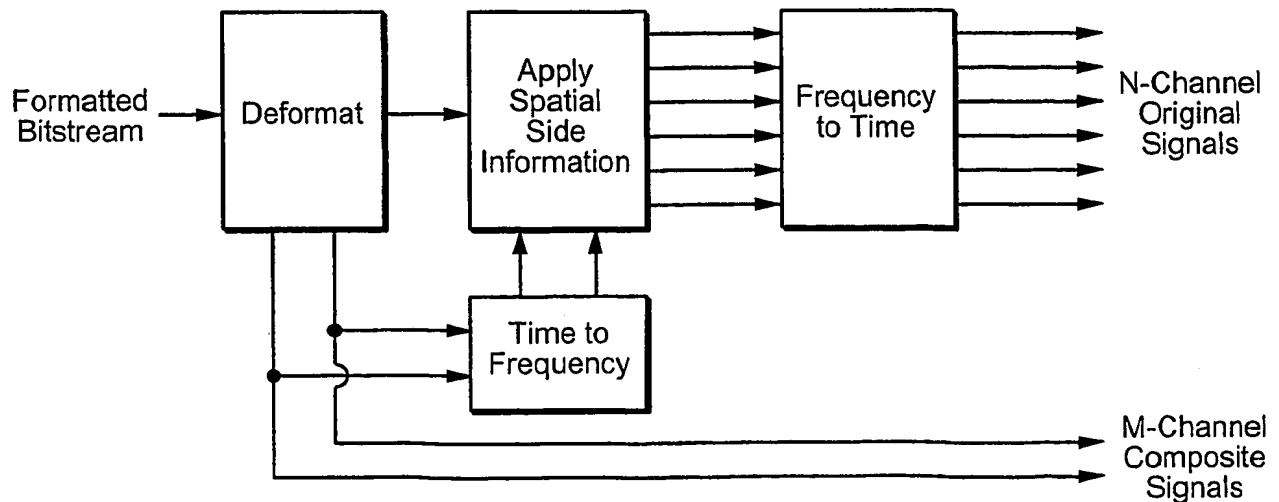 Formatted
Bitstream
Deformat
Apply
Spatial
Side
Information
Frequency
to Time
N-Channel
Original
Signals
Time to
Frequency
M-Channel
Composite
Signals